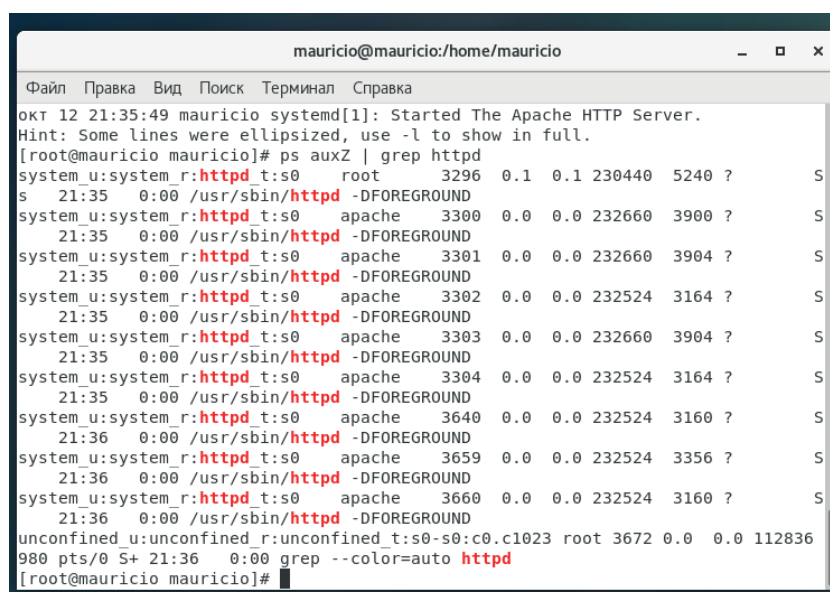 mauricio@mauricio:/home/mauricio
Файл Правка Вид Поиск Терминал Справка
окт 12 21:35:49 mauricio systemd[1]: Started The Apache HTTP Server.
Hint: Some lines were ellipsized, use -l to show in full.
[root@mauricio mauricio]# ps auxZ | grep httpd
system_u:system_r:httpd_t:s0    root      3296  0.1  0.1 230440  5240 ?        S
s   21:35   0:00 /usr/sbin/httpd -DFOREGROUND
system_u:system_r:httpd_t:s0    apache    3300  0.0  0.0 232660  3900 ?        S
    21:35   0:00 /usr/sbin/httpd -DFOREGROUND
system_u:system_r:httpd_t:s0    apache    3301  0.0  0.0 232660  3904 ?        S
    21:35   0:00 /usr/sbin/httpd -DFOREGROUND
system_u:system_r:httpd_t:s0    apache    3302  0.0  0.0 232524  3164 ?        S
    21:35   0:00 /usr/sbin/httpd -DFOREGROUND
system_u:system_r:httpd_t:s0    apache    3303  0.0  0.0 232660  3904 ?        S
    21:35   0:00 /usr/sbin/httpd -DFOREGROUND
system_u:system_r:httpd_t:s0    apache    3304  0.0  0.0 232524  3164 ?        S
    21:35   0:00 /usr/sbin/httpd -DFOREGROUND
system_u:system_r:httpd_t:s0    apache    3640  0.0  0.0 232524  3160 ?        S
    21:36   0:00 /usr/sbin/httpd -DFOREGROUND
system_u:system_r:httpd_t:s0    apache    3659  0.0  0.0 232524  3356 ?        S
    21:36   0:00 /usr/sbin/httpd -DFOREGROUND
system_u:system_r:httpd_t:s0    apache    3660  0.0  0.0 232524  3160 ?        S
    21:36   0:00 /usr/sbin/httpd -DFOREGROUND
unconfined_u:unconfined_r:unconfined_t:s0-s0:c0.c1023 root 3672 0.0  0.0 112836
980 pts/0 S+ 21:36   0:00 grep --color=auto httpd
[root@mauricio mauricio]#